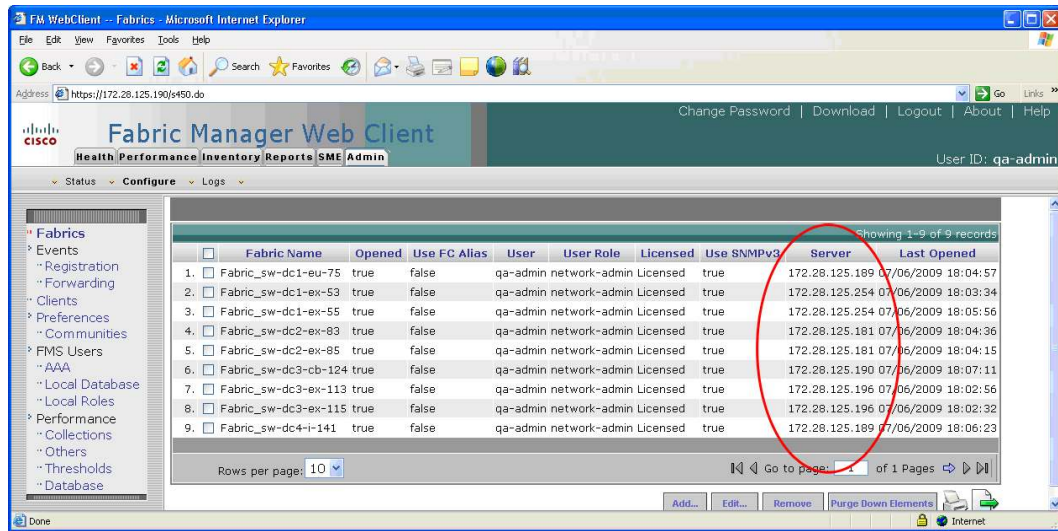 FM WebClient -- Fabrics - Microsoft Internet Explorer
File Edit View Favorites Tools Help
Back Search Favorites
Address https://172.28.125.190/s450.do Go Links »
Change Password | Download | Logout | About | Help
CISCO
Fabric Manager Web Client
Health Performance Inventory Reports SME Admin
User ID: qa-admin
Status Configure Logs
Fabrics
Events
Registration
Forwarding
Clients
Preferences
Communities
FMS Users
AAA
Local Database
Local Roles
Performance
Collections
Others
Thresholds
Database
Showing 1-9 of 9 records
Fabric Name Opened Use FC Alias User User Role Licensed Use SNMPv3 Server Last Opened
1. Fabric_sw-dc1-eu-75 true false qa-admin network-admin Licensed true 172.28.125.189 07/06/2009 18:04:57
2. Fabric_sw-dc1-ex-53 true false qa-admin network-admin Licensed true 172.28.125.254 07/06/2009 18:03:34
3. Fabric_sw-dc1-ex-55 true false qa-admin network-admin Licensed true 172.28.125.254 07/06/2009 18:05:56
4. Fabric_sw-dc2-ex-83 true false qa-admin network-admin Licensed true 172.28.125.181 07/06/2009 18:04:36
5. Fabric_sw-dc2-ex-85 true false qa-admin network-admin Licensed true 172.28.125.181 07/06/2009 18:04:15
6. Fabric_sw-dc3-cb-124 true false qa-admin network-admin Licensed true 172.28.125.190 07/06/2009 18:07:11
7. Fabric_sw-dc3-ex-113 true false qa-admin network-admin Licensed true 172.28.125.196 07/06/2009 18:02:56
8. Fabric_sw-dc3-ex-115 true false qa-admin network-admin Licensed true 172.28.125.196 07/06/2009 18:02:32
9. Fabric_sw-dc4-i-141 true false qa-admin network-admin Licensed true 172.28.125.189 07/06/2009 18:06:23
Rows per page: 10 Go to page: 1 of 1 Pages
Add... Edit... Remove Purge Down Elements
Done Internet